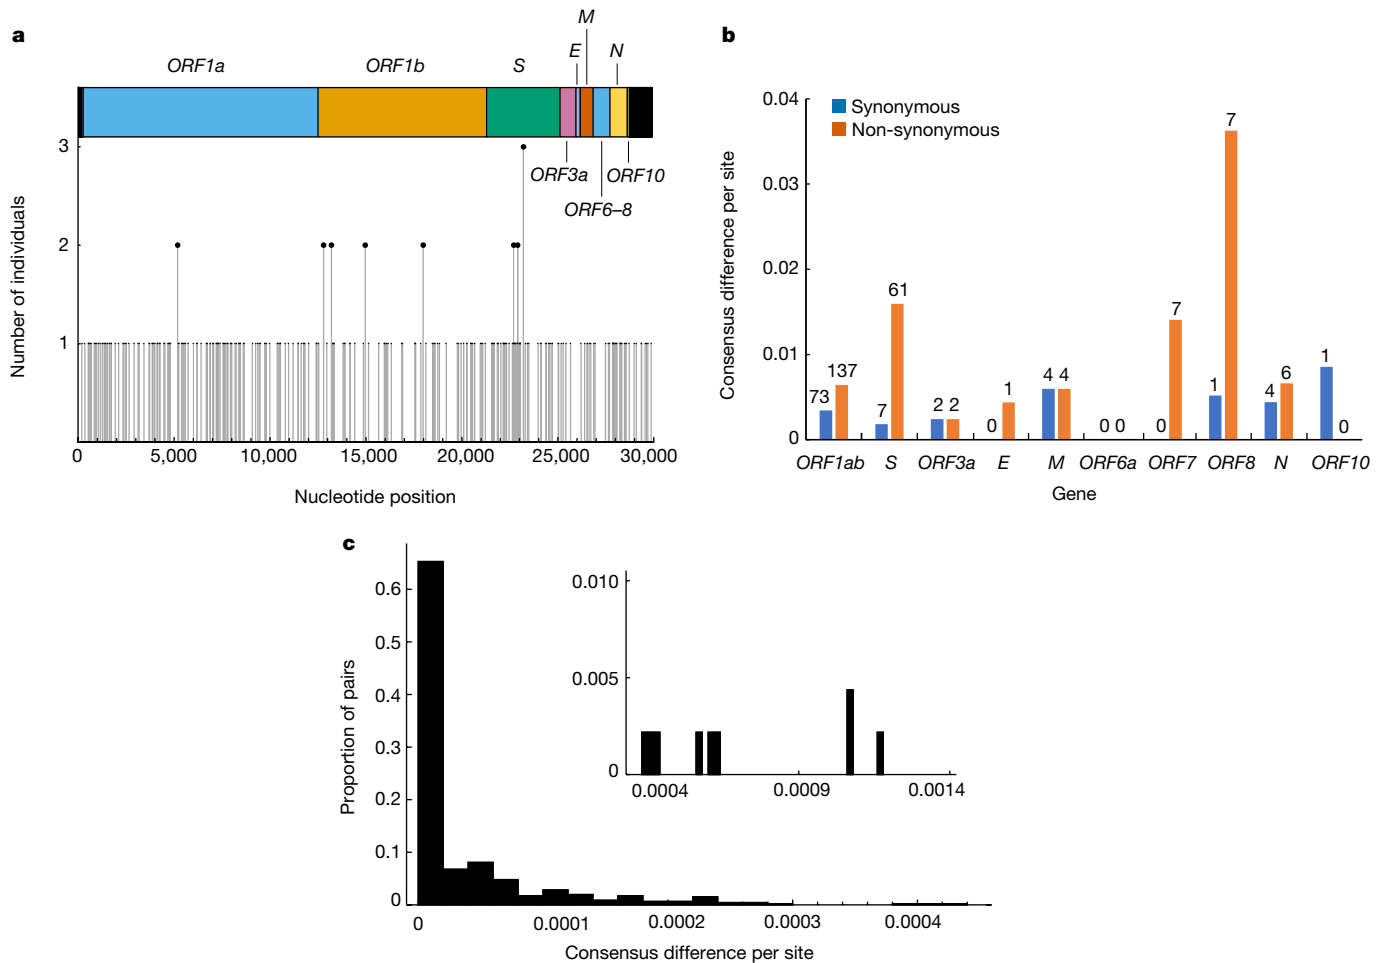 a
M
E
N
ORF1a
ORF1b
S
3
2
1
ORF3a
ORF10
ORF6–8
Number of individuals
0
5,000
10,000
15,000
20,000
25,000
30,000
Nucleotide position
b
Synonymous
Non-synonymous
Consensus difference per site
0.04
0.03
0.02
0.01
0
73
137
7
61
2
2
0
1
4
4
0
0
0
7
1
7
4
6
1
0
ORF1ab
S
ORF3a
E
M
ORF6a
ORF7
ORF8
N
ORF10
Gene
c
Proportion of pairs
0.6
0.5
0.4
0.3
0.2
0.1
0
0
0.0001
0.0002
0.0003
0.0004
Consensus difference per site
0.010
0.005
0
0.0004
0.0009
0.0014